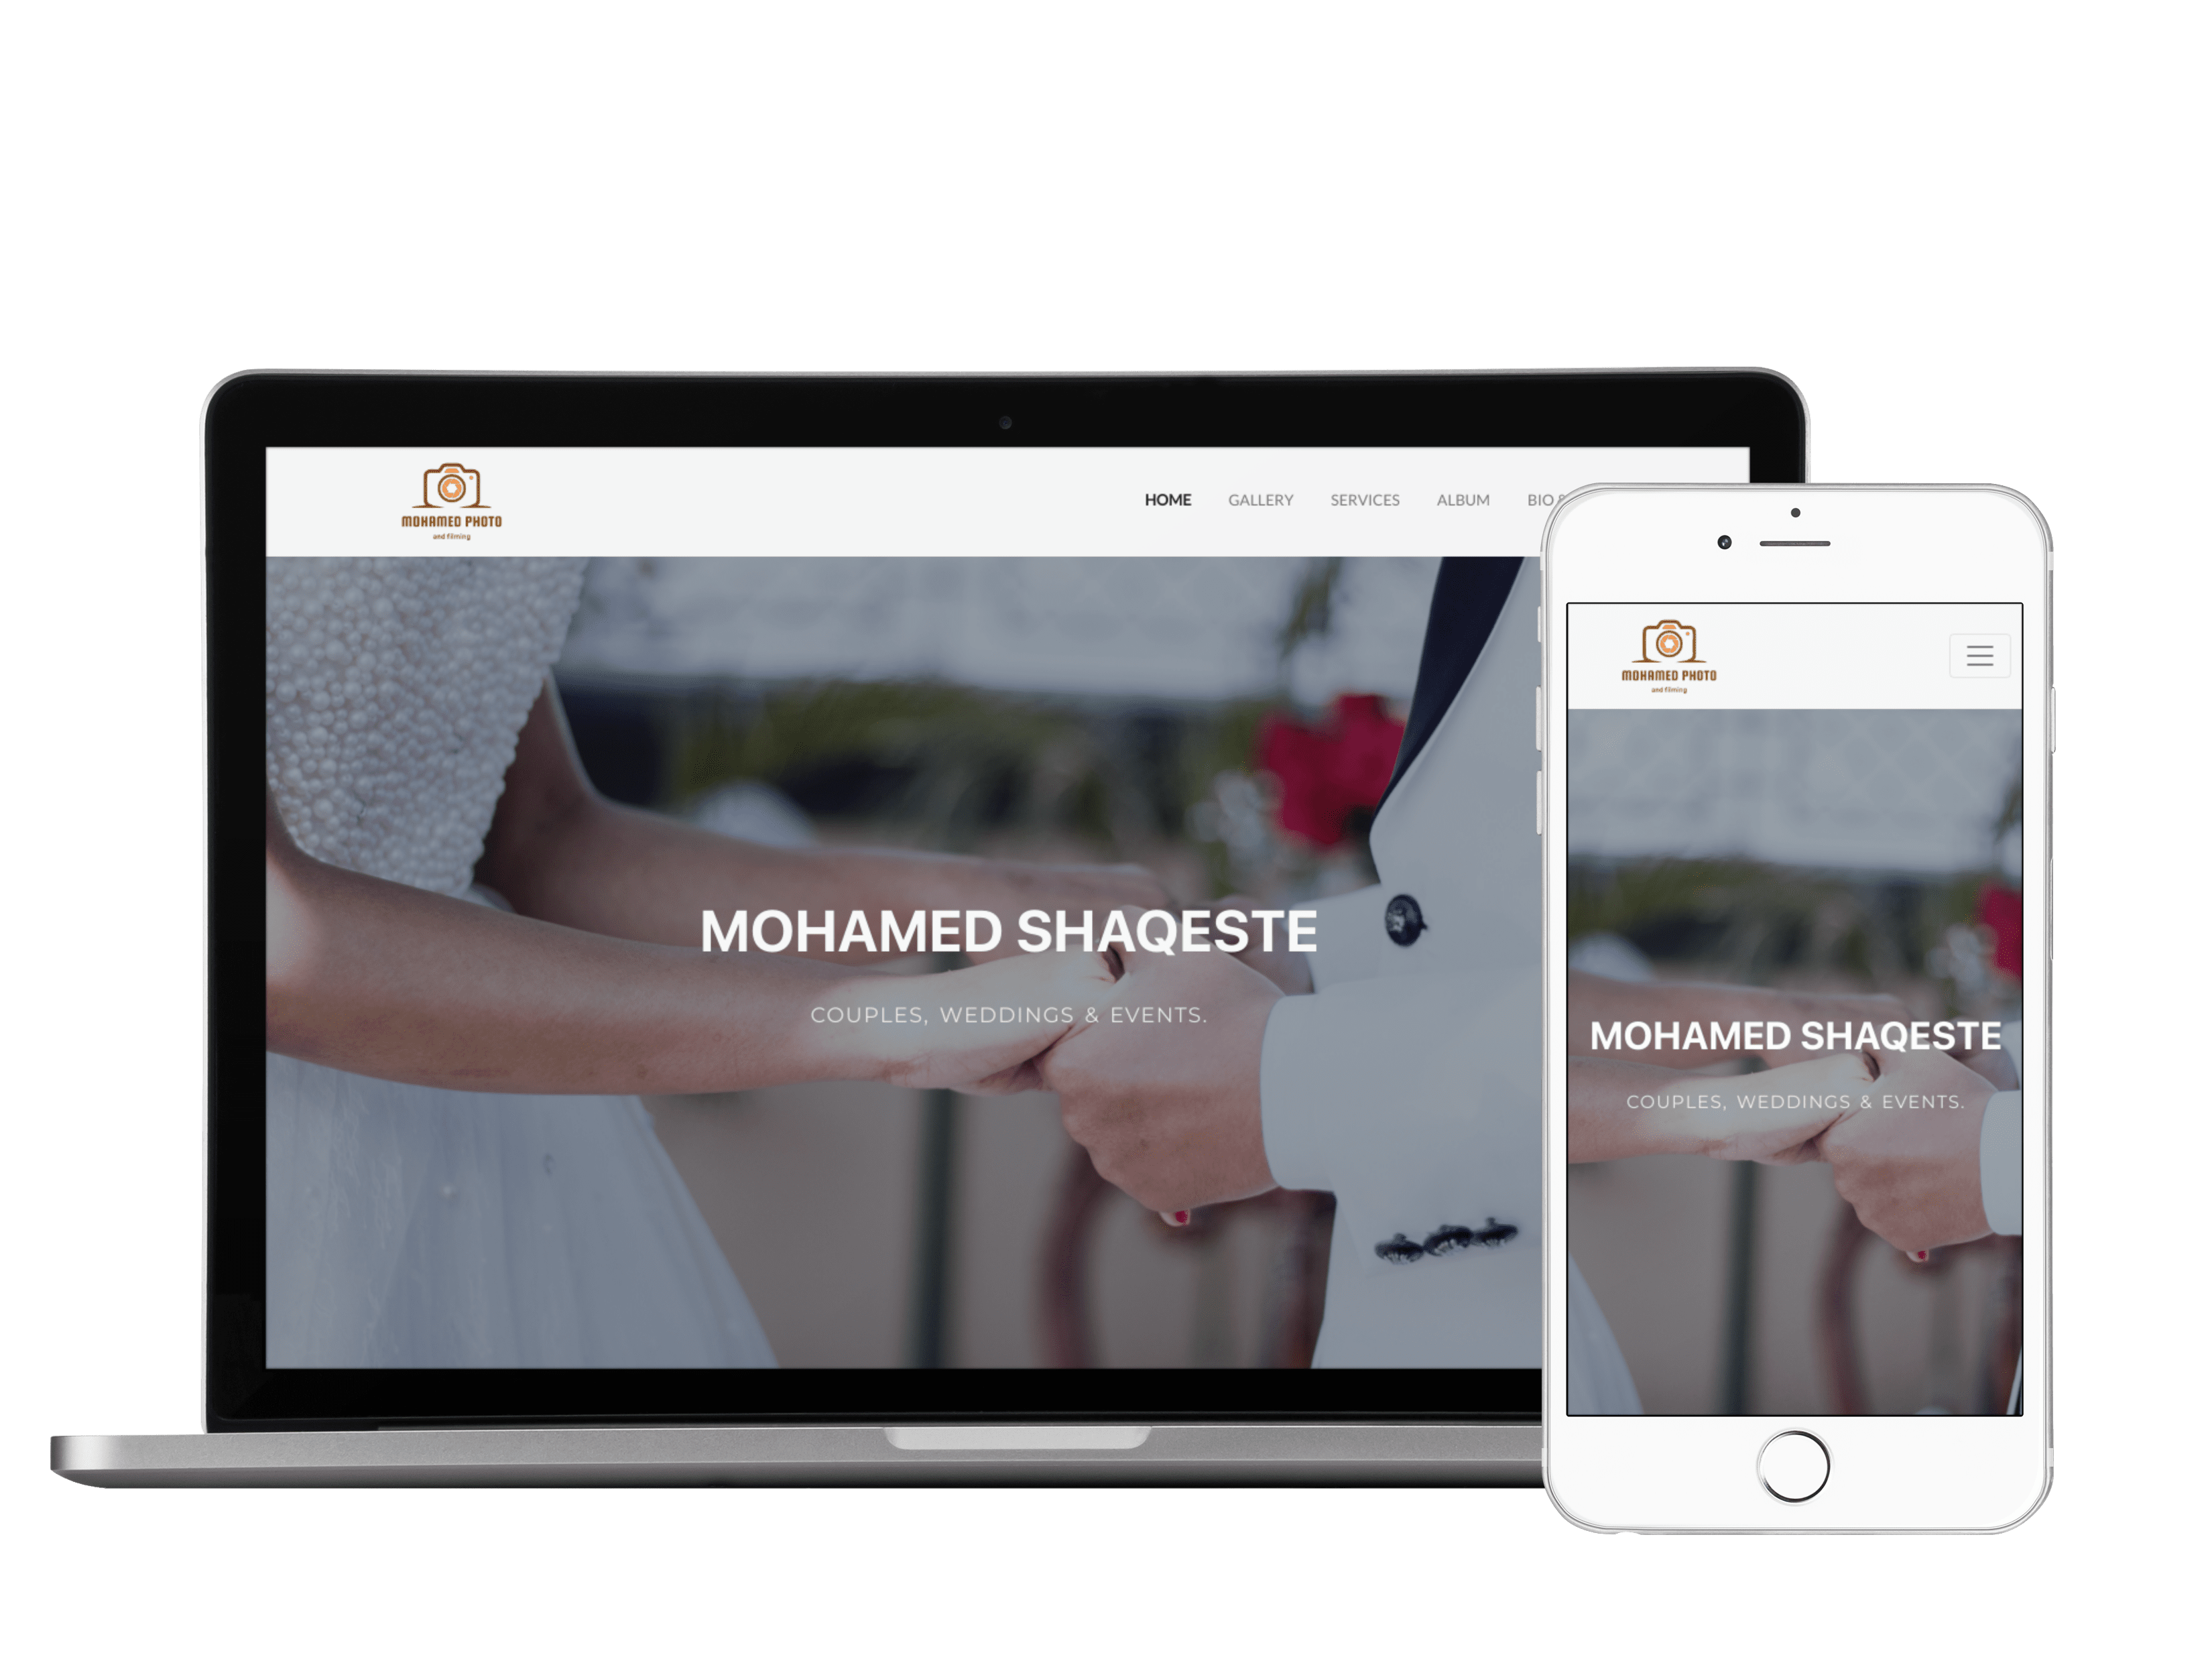 MOHAMED PHOTO
and filming
HOME GALLERY SERVICES ALBUM BIO &
MOHAMED SHAQESTE
COUPLES, WEDDINGS & EVENTS.
MOHAMED PHOTO
and filming
MOHAMED SHAQESTE
COUPLES, WEDDINGS & EVENTS.